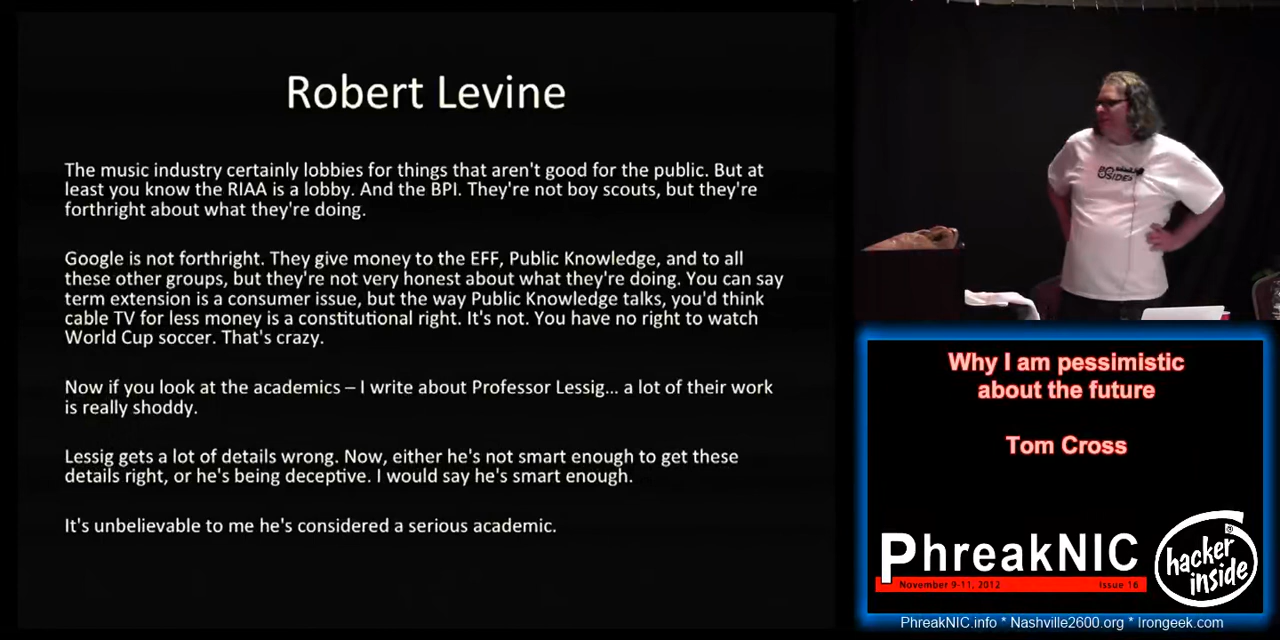 Robert Levine
The music industry certainly lobbies for things that aren't good for the public. But at
least you know the RIAA is a lobby. And the BPI. They're not boy scouts, but they're
forthright about what they're doing.
Google is not forthright. They give money to the EFF, Public Knowledge, and to all
these other groups, but they're not very honest about what they're doing. You can say
term extension is a consumer issue, but the way Public Knowledge talks, you'd think
cable TV for less money is a constitutional right. It's not. You have no right to watch
World Cup soccer. That's crazy.
Now if you look at the academics – I write about Professor Lessig... a lot of their work
is really shoddy.
Lessig gets a lot of details wrong. Now, either he's not smart enough to get these
details right, or he's being deceptive. I would say he's smart enough.
It's unbelievable to me he's considered a serious academic.
Why I am pessimistic
about the future
Tom Cross
PhreakNIC
November 9-11, 2012 Issue 16
hacker
inside
PhreakNIC.info * Nashville2600.org * Irongeek.com